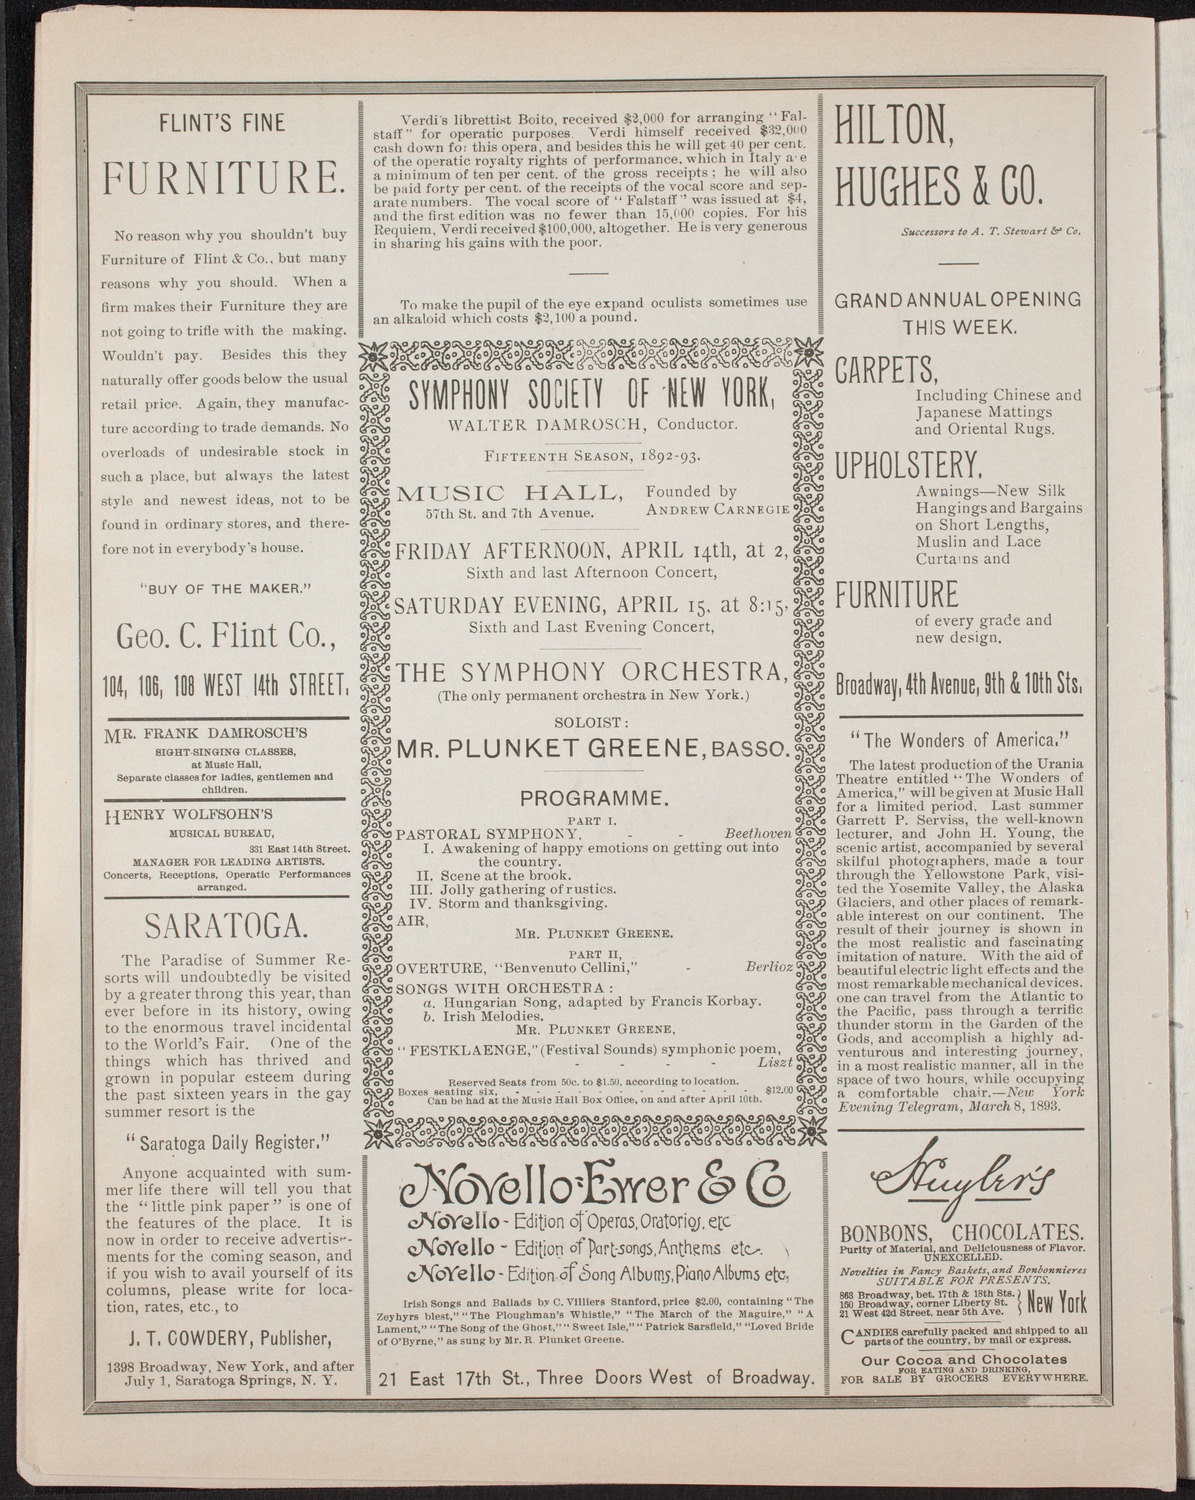 FLINT'S FINE
FURNITURE.
No reason why you shouldn't buy
Furniture of Flint & Co., but many
reasons why you should. When a
firm makes their Furniture they are
not going to trifle with the making.
Wouldn't pay. Besides this they
naturally offer goods below the usual
retail price. Again, they manufac-
ture according to trade demands. No
overloads of undesirable stock in
such a place, but always the latest
style and newest ideas, not to be
found in ordinary stores, and there-
fore not in everybody's house.
"BUY OF THE MAKER."
Geo. C. Flint Co.,
104, 106, 108 WEST 14th STREET.
MR. FRANK DAMROSCH'S
SIGHT-SINGING CLASSES,
at Music Hall,
Separate classes for ladies, gentlemen and
children.
HENRY WOLFSOHN'S
MUSICAL BUREAU,
331 East 14th Street.
MANAGER FOR LEADING ARTISTS.
Concerts, Receptions, Operatic Performances
arranged.
SARATOGA.
The Paradise of Summer Re-
sorts will undoubtedly be visited
by a greater throng this year, than
ever before in its history, owing
to the enormous travel incidental
to the World's Fair. One of the
things which has thrived and
grown in popular esteem during
the past sixteen years in the gay
summer resort is the
"Saratoga Daily Register."
Anyone acquainted with sum-
mer life there will tell you that
the "little pink paper" is one of
the features of the place. It is
now in order to receive advertise-
ments for the coming season, and
if you wish to avail yourself of its
columns, please write for loca-
tion, rates, etc., to
J. T. COWDERY, Publisher,
1398 Broadway, New York, and after
July 1, Saratoga Springs, N. Y.
Verdi's librettist Boito, received $2,000 for arranging "Fal-
staff" for operatic purposes. Verdi himself received $32,000
cash down for this opera, and besides this he will get 40 per cent.
of the operatic royalty rights of performance, which in Italy are
a minimum of ten per cent. of the gross receipts; he will also
be paid forty per cent. of the receipts of the vocal score and sep-
arate numbers. The vocal score of "Falstaff" was issued at $4,
and the first edition was no fewer than 15,000 copies. For his
Requiem, Verdi received $100,000, altogether. He is very generous
in sharing his gains with the poor.
To make the pupil of the eye expand oculists sometimes use
an alkaloid which costs $2,100 a pound.
SYMPHONY SOCIETY OF NEW YORK,
WALTER DAMROSCH, Conductor.
FIFTEENTH SEASON, 1892-93.
MUSIC HALL, Founded by
57th St. and 7th Avenue. ANDREW CARNEGIE
FRIDAY AFTERNOON, APRIL 14th, at 2,
Sixth and last Afternoon Concert,
SATURDAY EVENING, APRIL 15, at 8:15,
Sixth and Last Evening Concert,
THE SYMPHONY ORCHESTRA,
(The only permanent orchestra in New York.)
SOLOIST:
MR. PLUNKET GREENE, BASSO.
PROGRAMME.
PART I.
PASTORAL SYMPHONY, - - Beethoven
I. Awakening of happy emotions on getting out into
the country.
II. Scene at the brook.
III. Jolly gathering of rustics.
IV. Storm and thanksgiving.
AIR,
MR. PLUNKET GREENE.
PART II,
OVERTURE, "Benvenuto Cellini," - Berlioz
SONGS WITH ORCHESTRA:
a. Hungarian Song, adapted by Francis Korbay.
b. Irish Melodies.
MR. PLUNKET GREENE,
"FESTKLAENGE," (Festival Sounds) symphonic poem,
- - - - - Liszt
Reserved Seats from 50c. to $1.50, according to location.
Boxes seating six, - - - - - - - $12.00
Can be had at the Music Hall Box Office, on and after April 10th.
Novello-Ewer & Co
Novello - Edition of Operas, Oratorios, etc
Novello - Edition of Part-songs, Anthems etc.
Novello - Edition of Song Albums, Piano Albums etc.
Irish Songs and Ballads by C. Villiers Stanford, price $2.00, containing "The
Zeyhyrs blest," "The Ploughman's Whistle," "The March of the Maguire," "A
Lament," "The Song of the Ghost," "Sweet Isle," "Patrick Sarsfield," "Loved Bride
of O'Byrne," as sung by Mr. R. Plunket Greene.
21 East 17th St., Three Doors West of Broadway.
HILTON,
HUGHES & CO.
Successors to A. T. Stewart & Co.
GRAND ANNUAL OPENING
THIS WEEK.
CARPETS,
Including Chinese and
Japanese Mattings
and Oriental Rugs.
UPHOLSTERY,
Awnings—New Silk
Hangings and Bargains
on Short Lengths,
Muslin and Lace
Curtains and
FURNITURE
of every grade and
new design.
Broadway, 4th Avenue, 9th & 10th Sts.
"The Wonders of America."
The latest production of the Urania
Theatre entitled "The Wonders of
America," will be given at Music Hall
for a limited period. Last summer
Garrett P. Serviss, the well-known
lecturer, and John H. Young, the
scenic artist, accompanied by several
skilful photographers, made a tour
through the Yellowstone Park, visi-
ted the Yosemite Valley, the Alaska
Glaciers, and other places of remark-
able interest on our continent. The
result of their journey is shown in
the most realistic and fascinating
imitation of nature. With the aid of
beautiful electric light effects and the
most remarkable mechanical devices,
one can travel from the Atlantic to
the Pacific, pass through a terrific
thunder storm in the Garden of the
Gods, and accomplish a highly ad-
venturous and interesting journey,
in a most realistic manner, all in the
space of two hours, while occupying
a comfortable chair.—New York
Evening Telegram, March 8, 1893.
Huyler's
BONBONS, CHOCOLATES.
Purity of Material, and Deliciousness of Flavor.
UNEXCELLED.
Novelties in Fancy Baskets, and Bonbonnieres
SUITABLE FOR PRESENTS.
863 Broadway, bet. 17th & 18th Sts.
150 Broadway, corner Liberty St.
21 West 42d Street, near 5th Ave.
New York
CANDIES carefully packed and shipped to all
parts of the country, by mail or express.
Our Cocoa and Chocolates
FOR EATING AND DRINKING,
FOR SALE BY GROCERS EVERYWHERE.